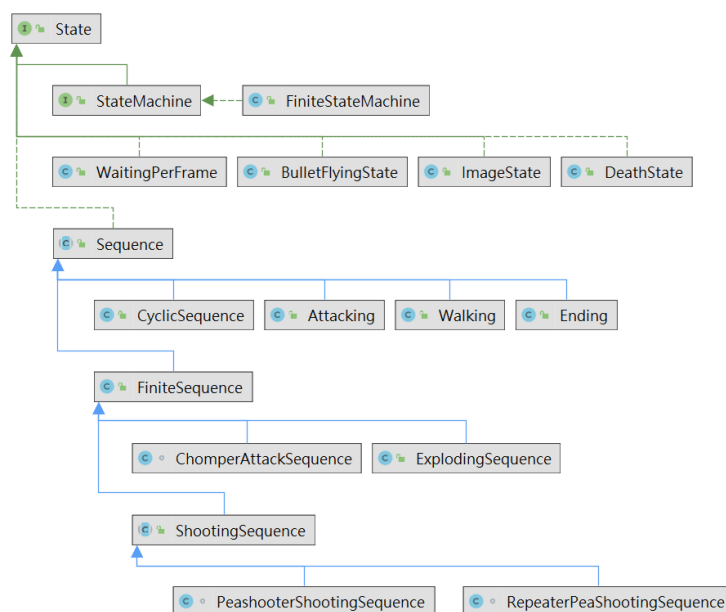 State
StateMachine
FiniteStateMachine
WaitingPerFrame
BulletFlyingState
ImageState
DeathState
Sequence
CyclicSequence
Attacking
Walking
Ending
FiniteSequence
ChomperAttackSequence
ExplodingSequence
ShootingSequence
PeashooterShootingSequence
RepeaterPeaShootingSequence